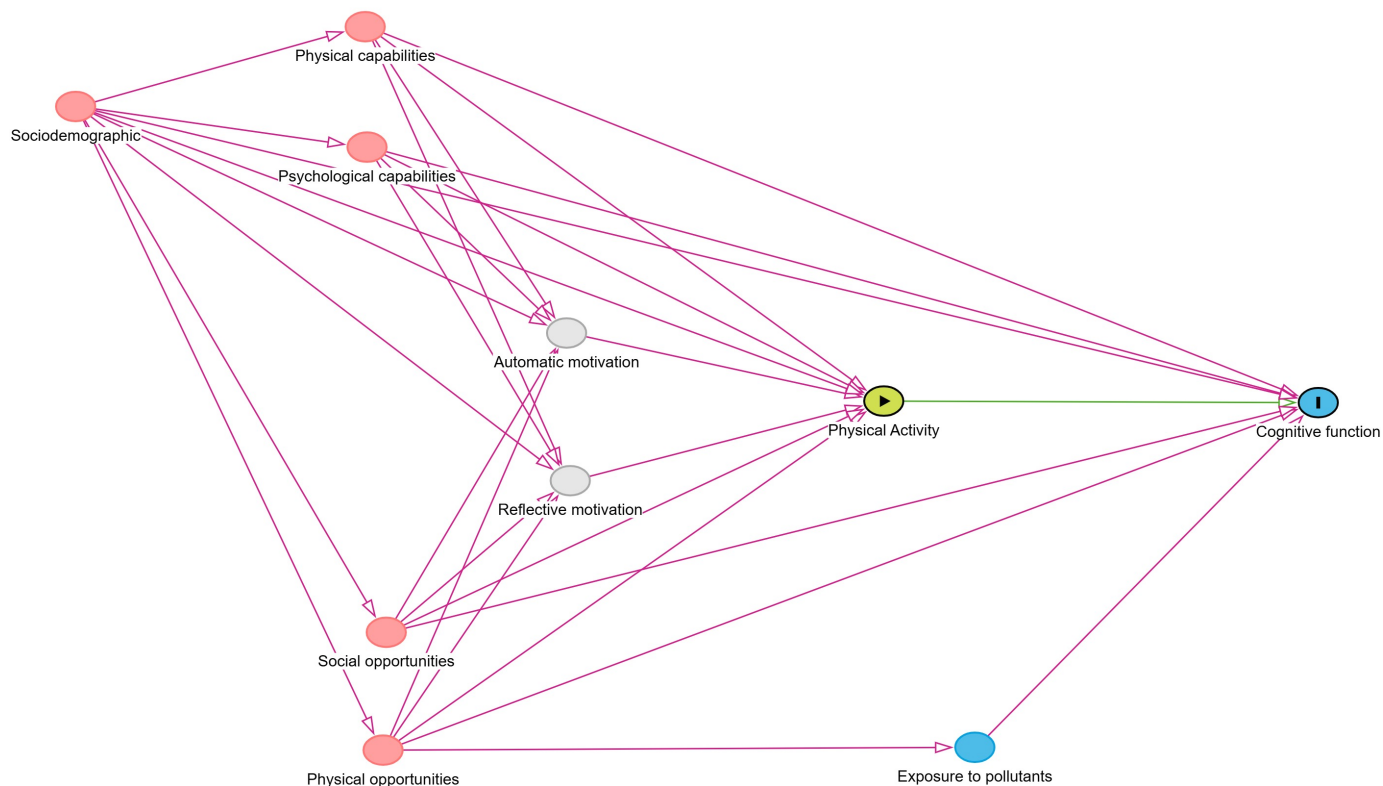 Physical capabilities
Sociodemographic
Psychological capabilities
Automatic motivation
Physical Activity
Cognitive function
Reflective motivation
Social opportunities
Physical opportunities
Exposure to pollutants